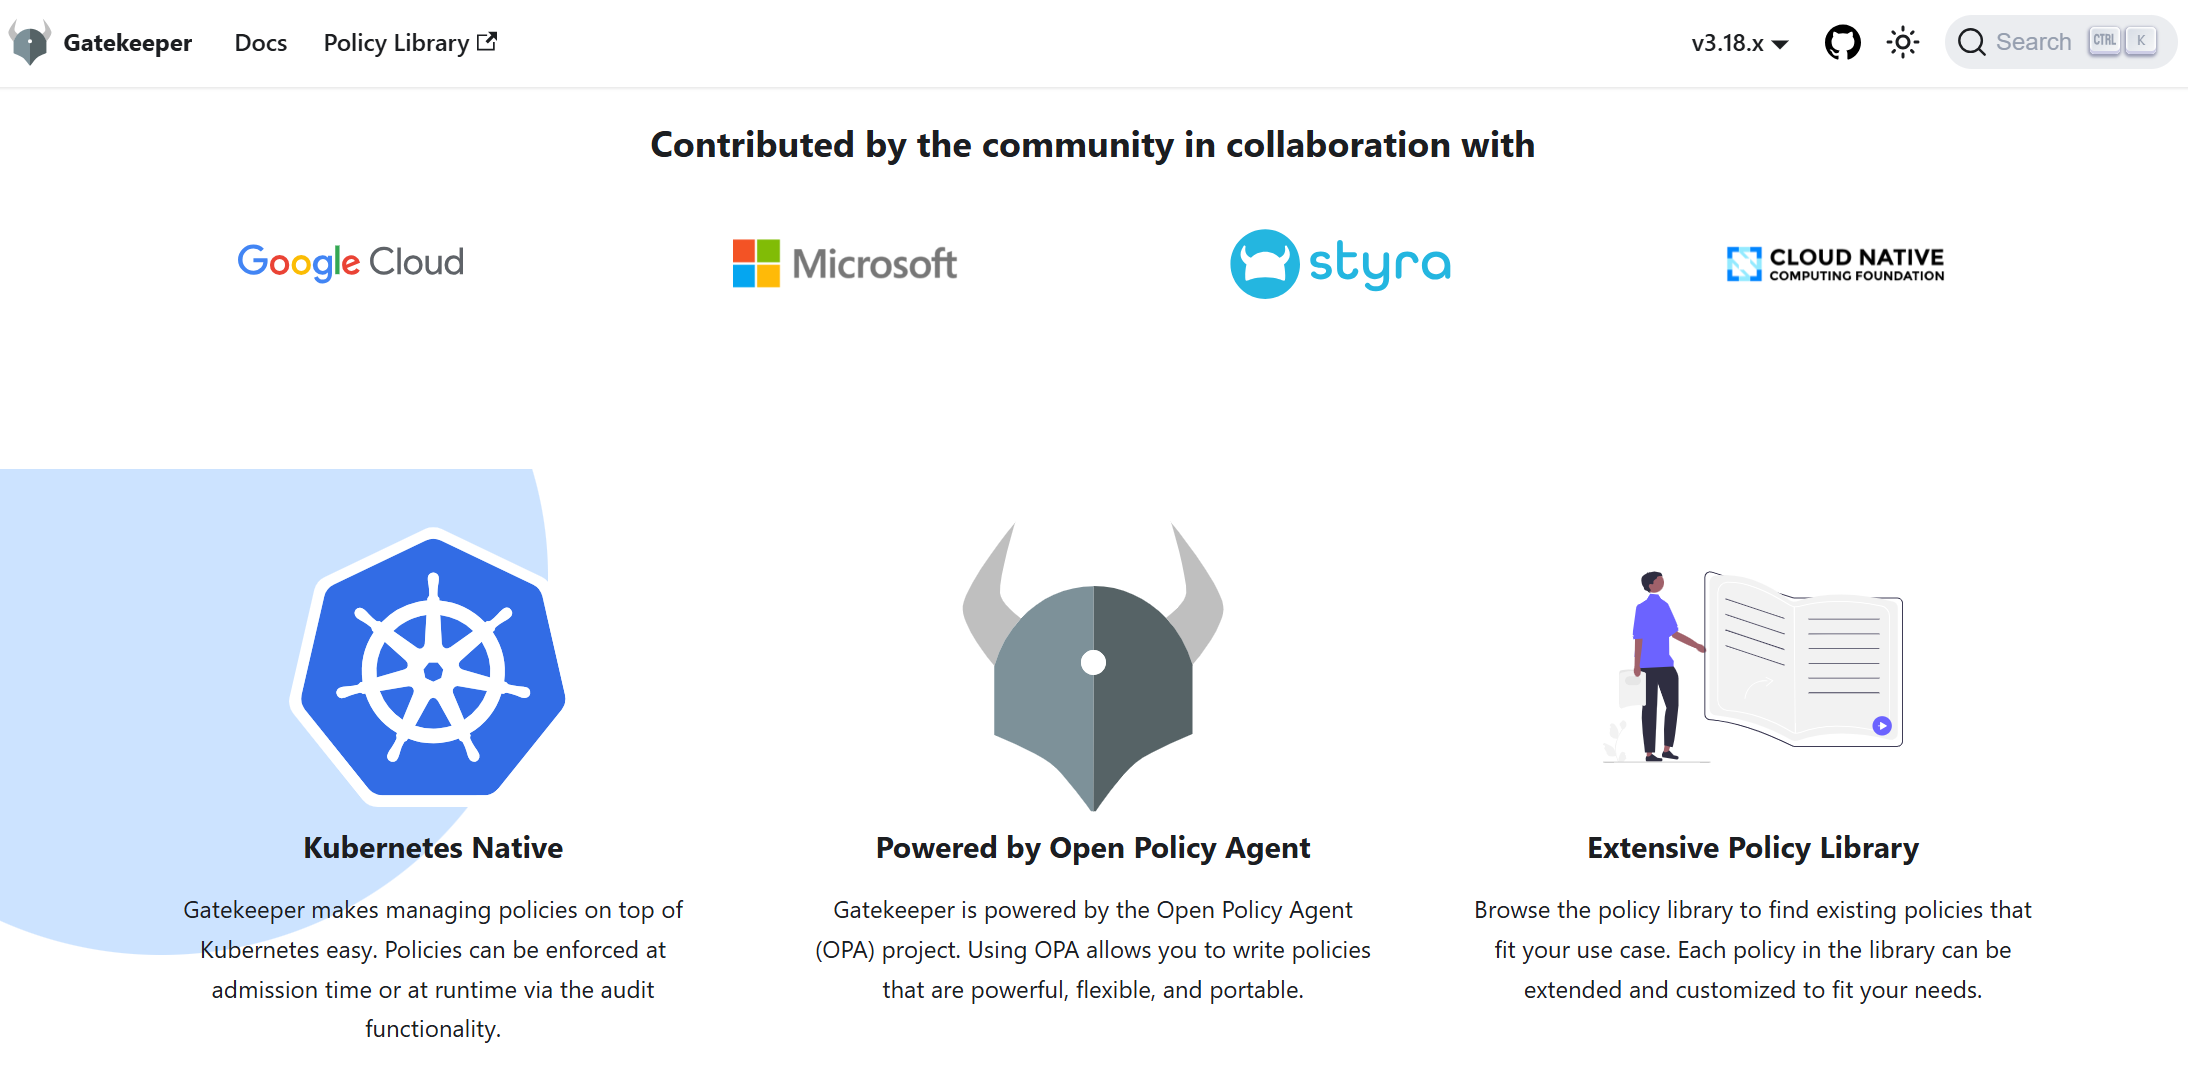 Gatekeeper Docs Policy Library v3.18.x Search CTRL K
Contributed by the community in collaboration with
Google Cloud
Microsoft
styra
CLOUD NATIVE
COMPUTING FOUNDATION
Kubernetes Native
Gatekeeper makes managing policies on top of
Kubernetes easy. Policies can be enforced at
admission time or at runtime via the audit
functionality.
Powered by Open Policy Agent
Gatekeeper is powered by the Open Policy Agent
(OPA) project. Using OPA allows you to write policies
that are powerful, flexible, and portable.
Extensive Policy Library
Browse the policy library to find existing policies that
fit your use case. Each policy in the library can be
extended and customized to fit your needs.